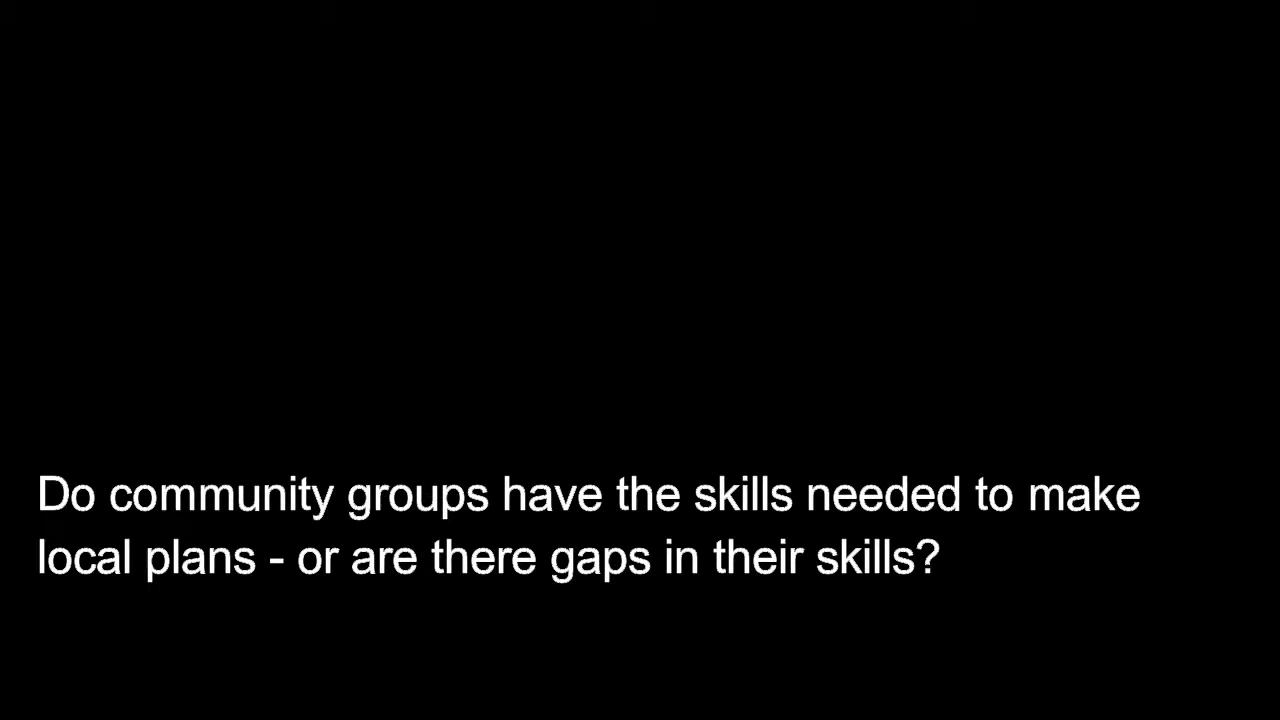 Do community groups have the skills needed to make
local plans - or are there gaps in their skills?